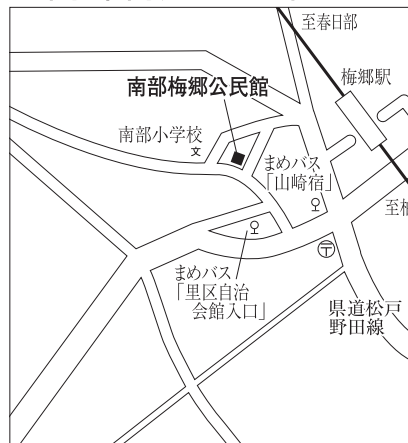 至春日部
梅郷駅
南部梅郷公民館
南部小学校
文
まめバス
「山崎宿」
至柏
〒
まめバス
「里区自治
会館入口」
県道松戸
野田線